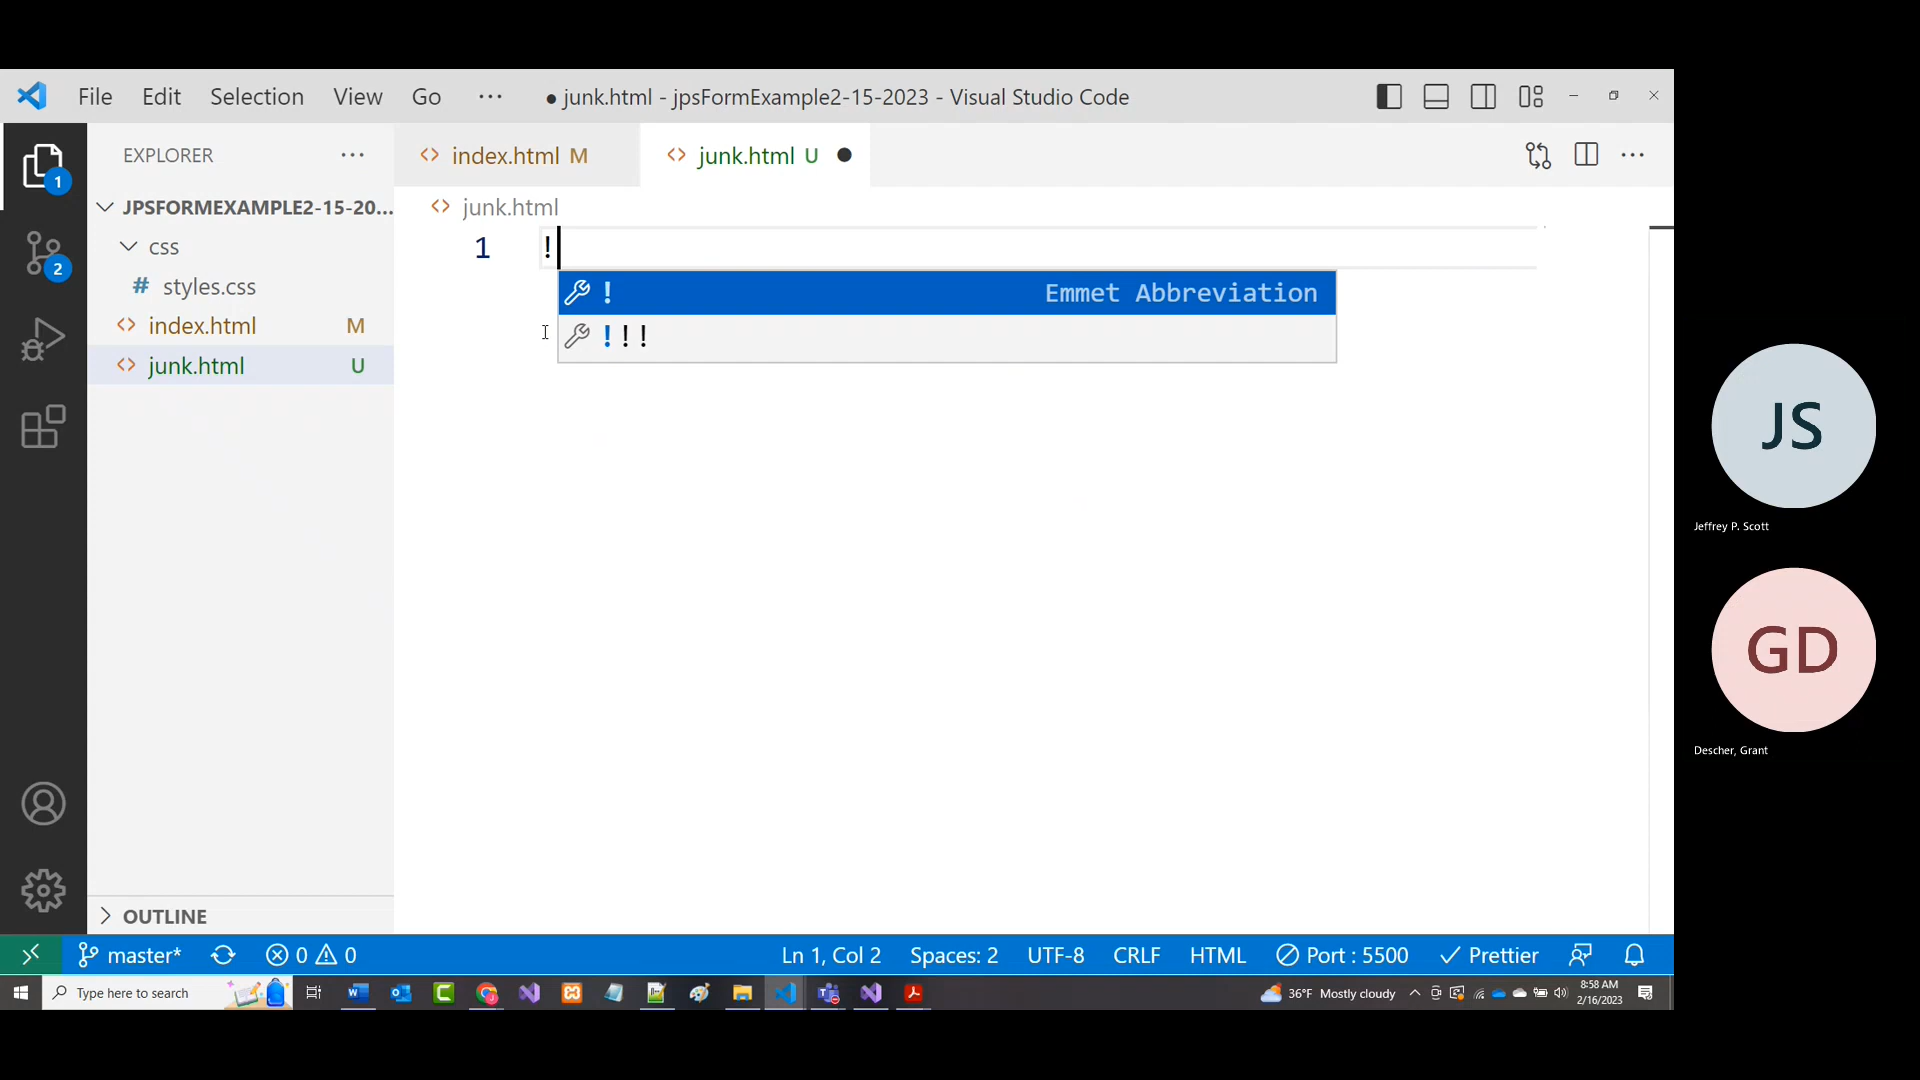 File Edit Selection View Go ···
● junk.html - jpsFormExample2-15-2023 - Visual Studio Code
EXPLORER ···
index.html M
junk.html U ●
···
1
JPSFORMEXAMPLE2-15-20...
junk.html
css
1 !
2
# styles.css
! Emmet Abbreviation
index.html M
!!!
junk.html U
JS
Jeffrey P. Scott
GD
Descher, Grant
OUTLINE
master* 0 0 Ln 1, Col 2 Spaces: 2 UTF-8 CRLF HTML Port : 5500 Prettier
Type here to search
36°F Mostly cloudy
8:58 AM
2/16/2023